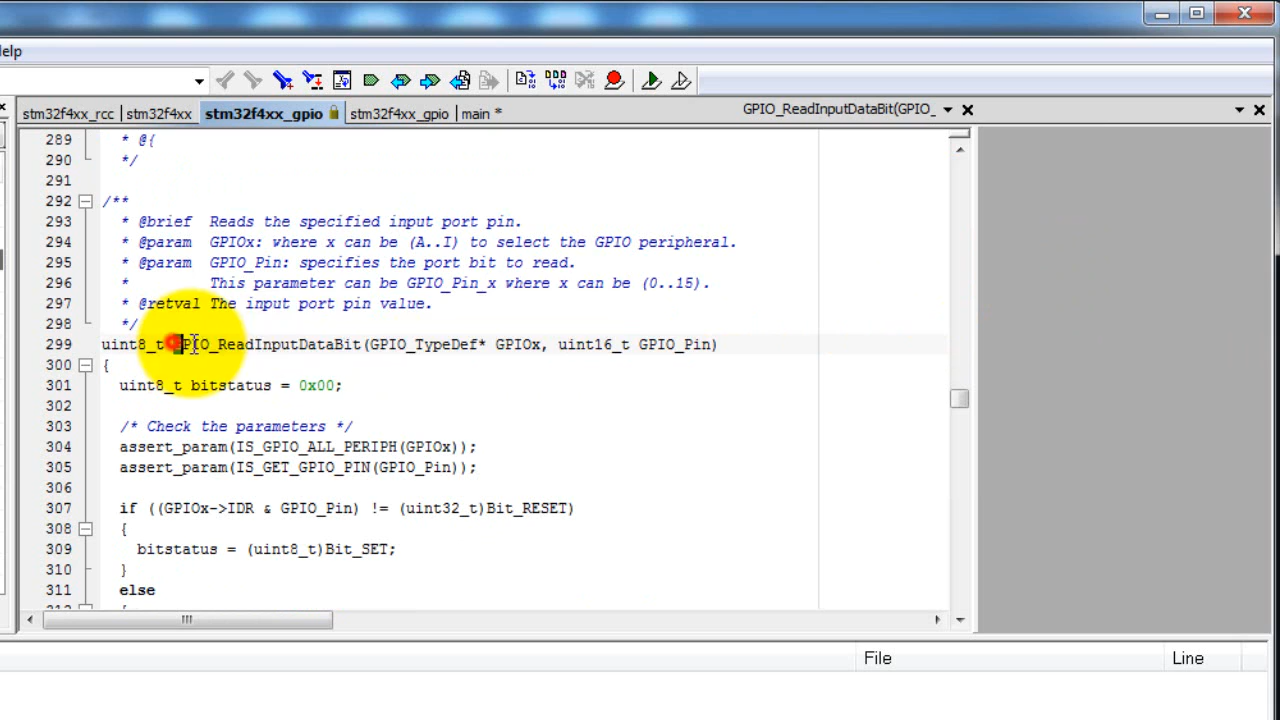 Help
stm32f4xx_rcc stm32f4xx stm32f4xx_gpio stm32f4xx_gpio main * GPIO_ReadInputDataBit(GPIO_
289 * @{
290 */
291
292 /**
293 * @brief Reads the specified input port pin.
294 * @param GPIOx: where x can be (A..I) to select the GPIO peripheral.
295 * @param GPIO_Pin: specifies the port bit to read.
296 * This parameter can be GPIO_Pin_x where x can be (0..15).
297 * @retval The input port pin value.
298 */
299 uint8_t GPIO_ReadInputDataBit(GPIO_TypeDef* GPIOx, uint16_t GPIO_Pin)
300 {
301 uint8_t bitstatus = 0x00;
302
303 /* Check the parameters */
304 assert_param(IS_GPIO_ALL_PERIPH(GPIOx));
305 assert_param(IS_GET_GPIO_PIN(GPIO_Pin));
306
307 if ((GPIOx->IDR & GPIO_Pin) != (uint32_t)Bit_RESET)
308 {
309 bitstatus = (uint8_t)Bit_SET;
310 }
311 else
File Line